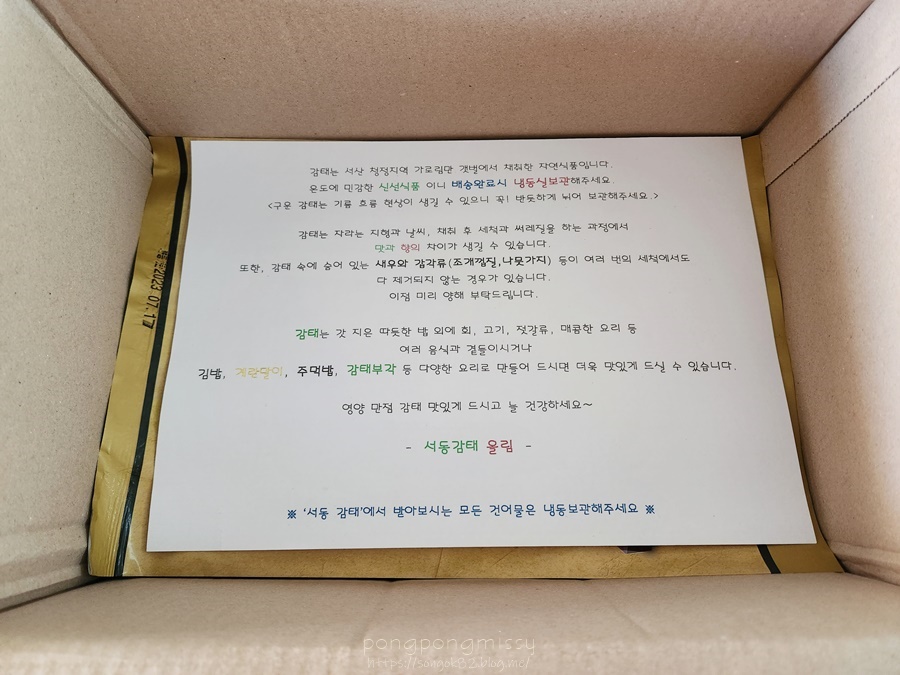 감태는 서산 청정지역 가로림만 갯벌에서 채취한 자연식품입니다.
온도에 민감한 신선식품 이니 배송완료시 냉동실보관해주세요
<구운 감태는 기름 흐름 현상이 생길 수 있으니 꼭! 반듯하게 뉘어 보관해주세요.>
감태는 자라는 지형과 날씨, 채취 후 세척과 써레질을 하는 과정에서
맛과 향의 차이가 생길 수 있습니다.
또한, 감태 속에 숨어 있는 새우와 갑각류(조개껍질,나뭇가지) 등이 여러 번의 세척에서도
다 제거되지 않는 경우가 있습니다.
이점 미리 양해 부탁드립니다.
감태는 갓 지은 따듯한 밥 외에 회, 고기, 젓갈류, 매콤한 요리 등
여러 음식과 곁들이시거나
김밥, 계란말이, 주먹밥, 감태부각 등 다양한 요리로 만들어 드시면 더욱 맛있게 드실 수 있습니다.
영양 만점 감태 맛있게 드시고 늘 건강하세요~
- 서동감태 올림 -
※ '서동 감태'에서 받아보시는 모든 건어물은 냉동보관해주세요 ※
2023. 07. 17
pongpongmissy